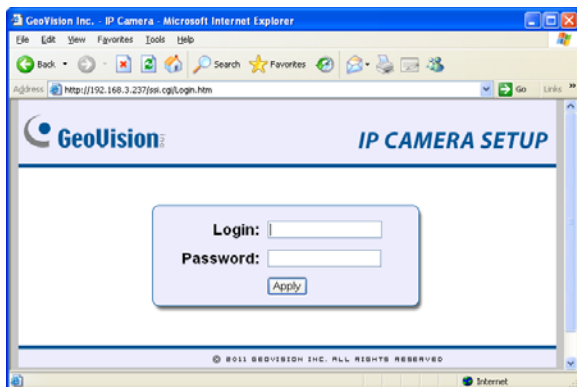 GeoVision Inc. - IP Camera - Microsoft Internet Explorer
File Edit View Favorites Tools Help
Back Search Favorites
Address http://192.168.3.237/ssi.cgi/Login.htm Go Links »
GeoVision INC IP CAMERA SETUP
Login:
Password:
Apply
© 2011 GEOVISION INC. ALL RIGHTS RESERVED
Internet